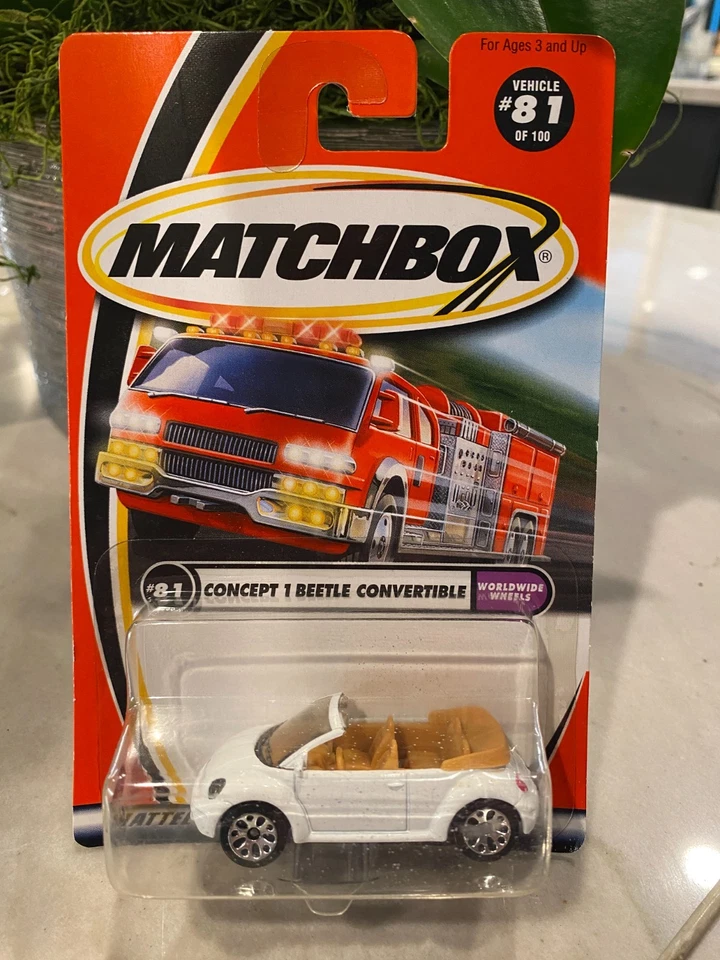 For Ages 3 and Up
VEHICLE
#81
OF 100
MATCHBOX®
#81
CONCEPT 1 BEETLE CONVERTIBLE
WORLDWIDE
WHEELS